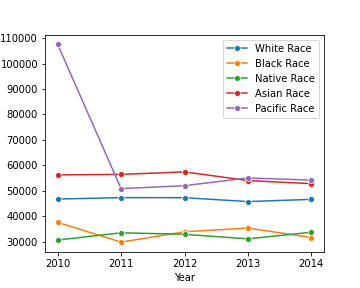 110000
100000
90000
80000
70000
60000
50000
40000
30000
2010 2011 2012 2013 2014
Year
White Race
Black Race
Native Race
Asian Race
Pacific Race